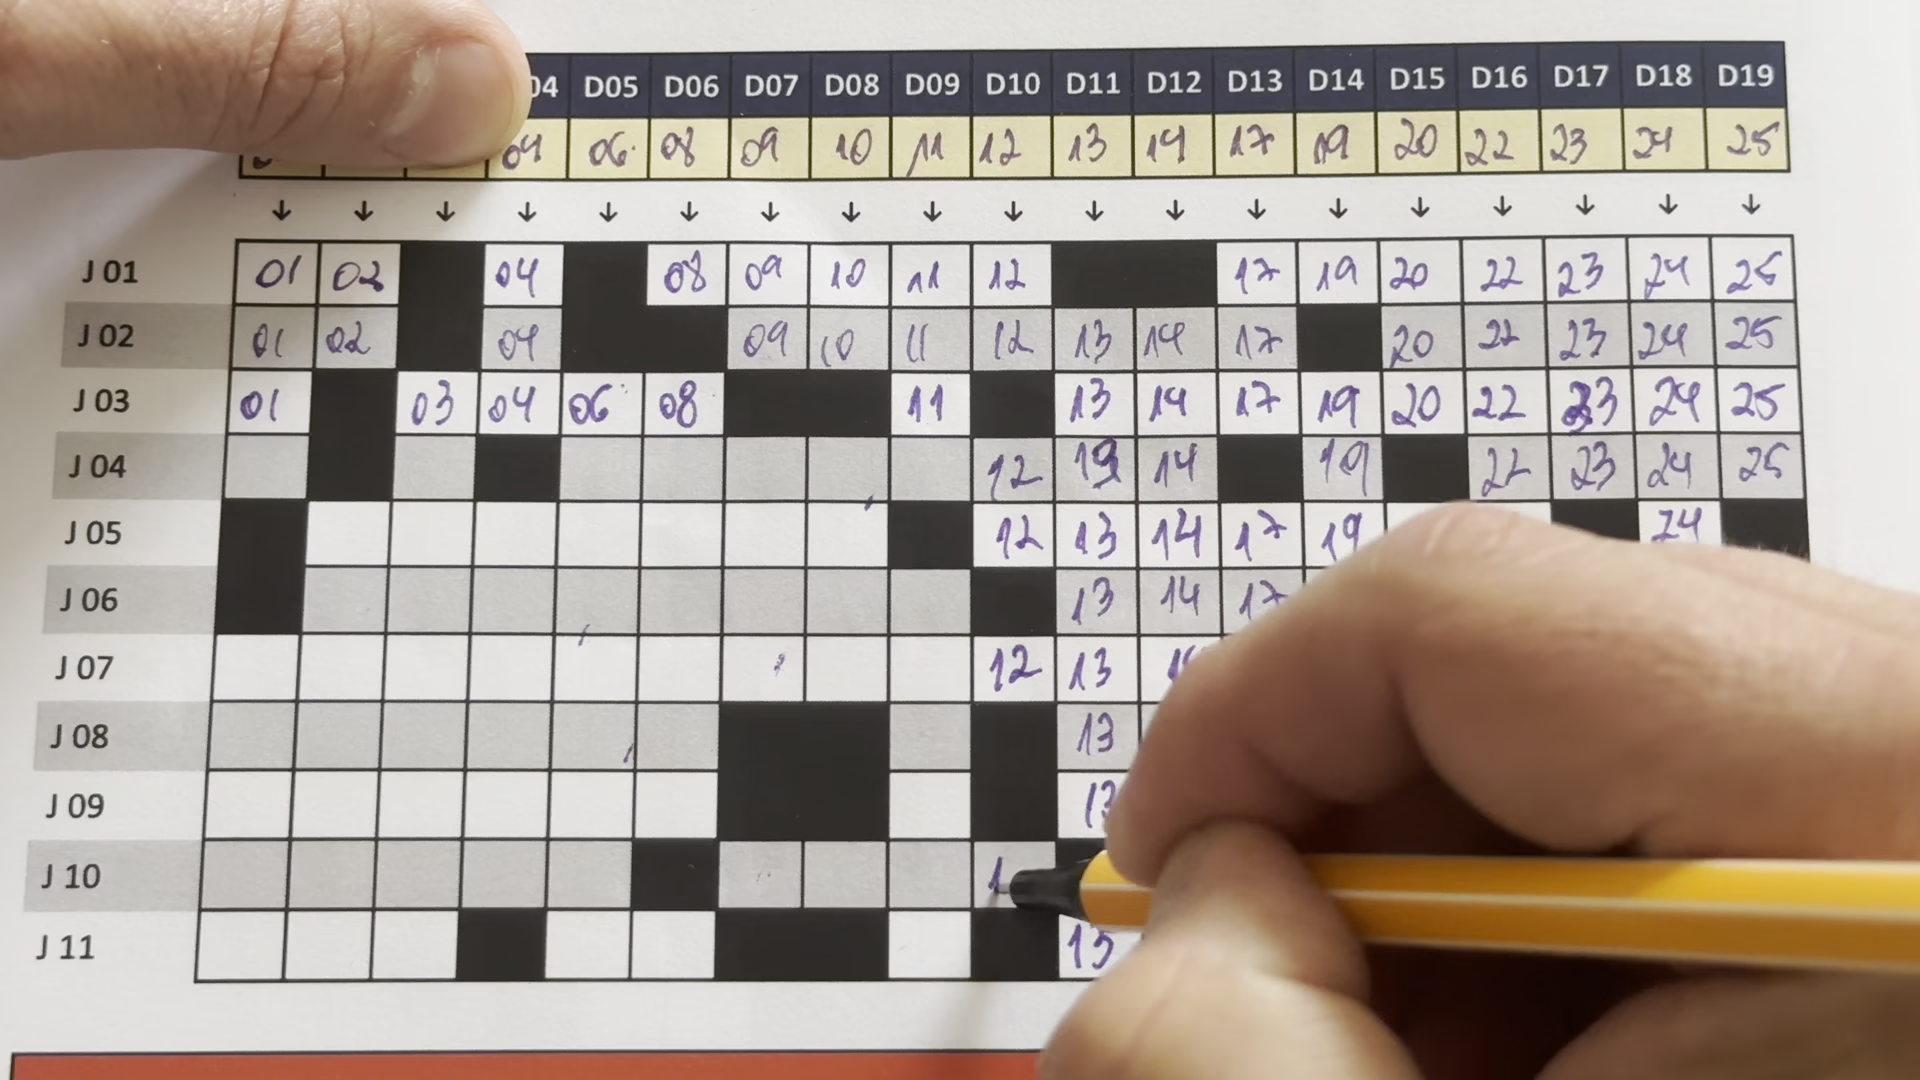 04 D05 D06 D07 D08 D09 D10 D11 D12 D13 D14 D15 D16 D17 D18 D19
04 06 08 09 10 11 12 13 14 17 19 20 22 23 24 25
↓ ↓ ↓ ↓ ↓ ↓ ↓ ↓ ↓ ↓ ↓ ↓ ↓ ↓ ↓ ↓ ↓ ↓ ↓
J 01 01 02 04 08 09 10 11 12 17 19 20 22 23 24 25
J 02 01 02 04 09 10 11 12 13 14 17 20 22 23 24 25
J 03 01 03 04 06 08 11 13 14 17 19 20 22 23 24 25
J 04 12 13 14 19 22 23 24 25
J 05 12 13 14 17 19 24
J 06 13 14 17
J 07 12 13
J 08 13
J 09 13
J 10 1
J 11 13